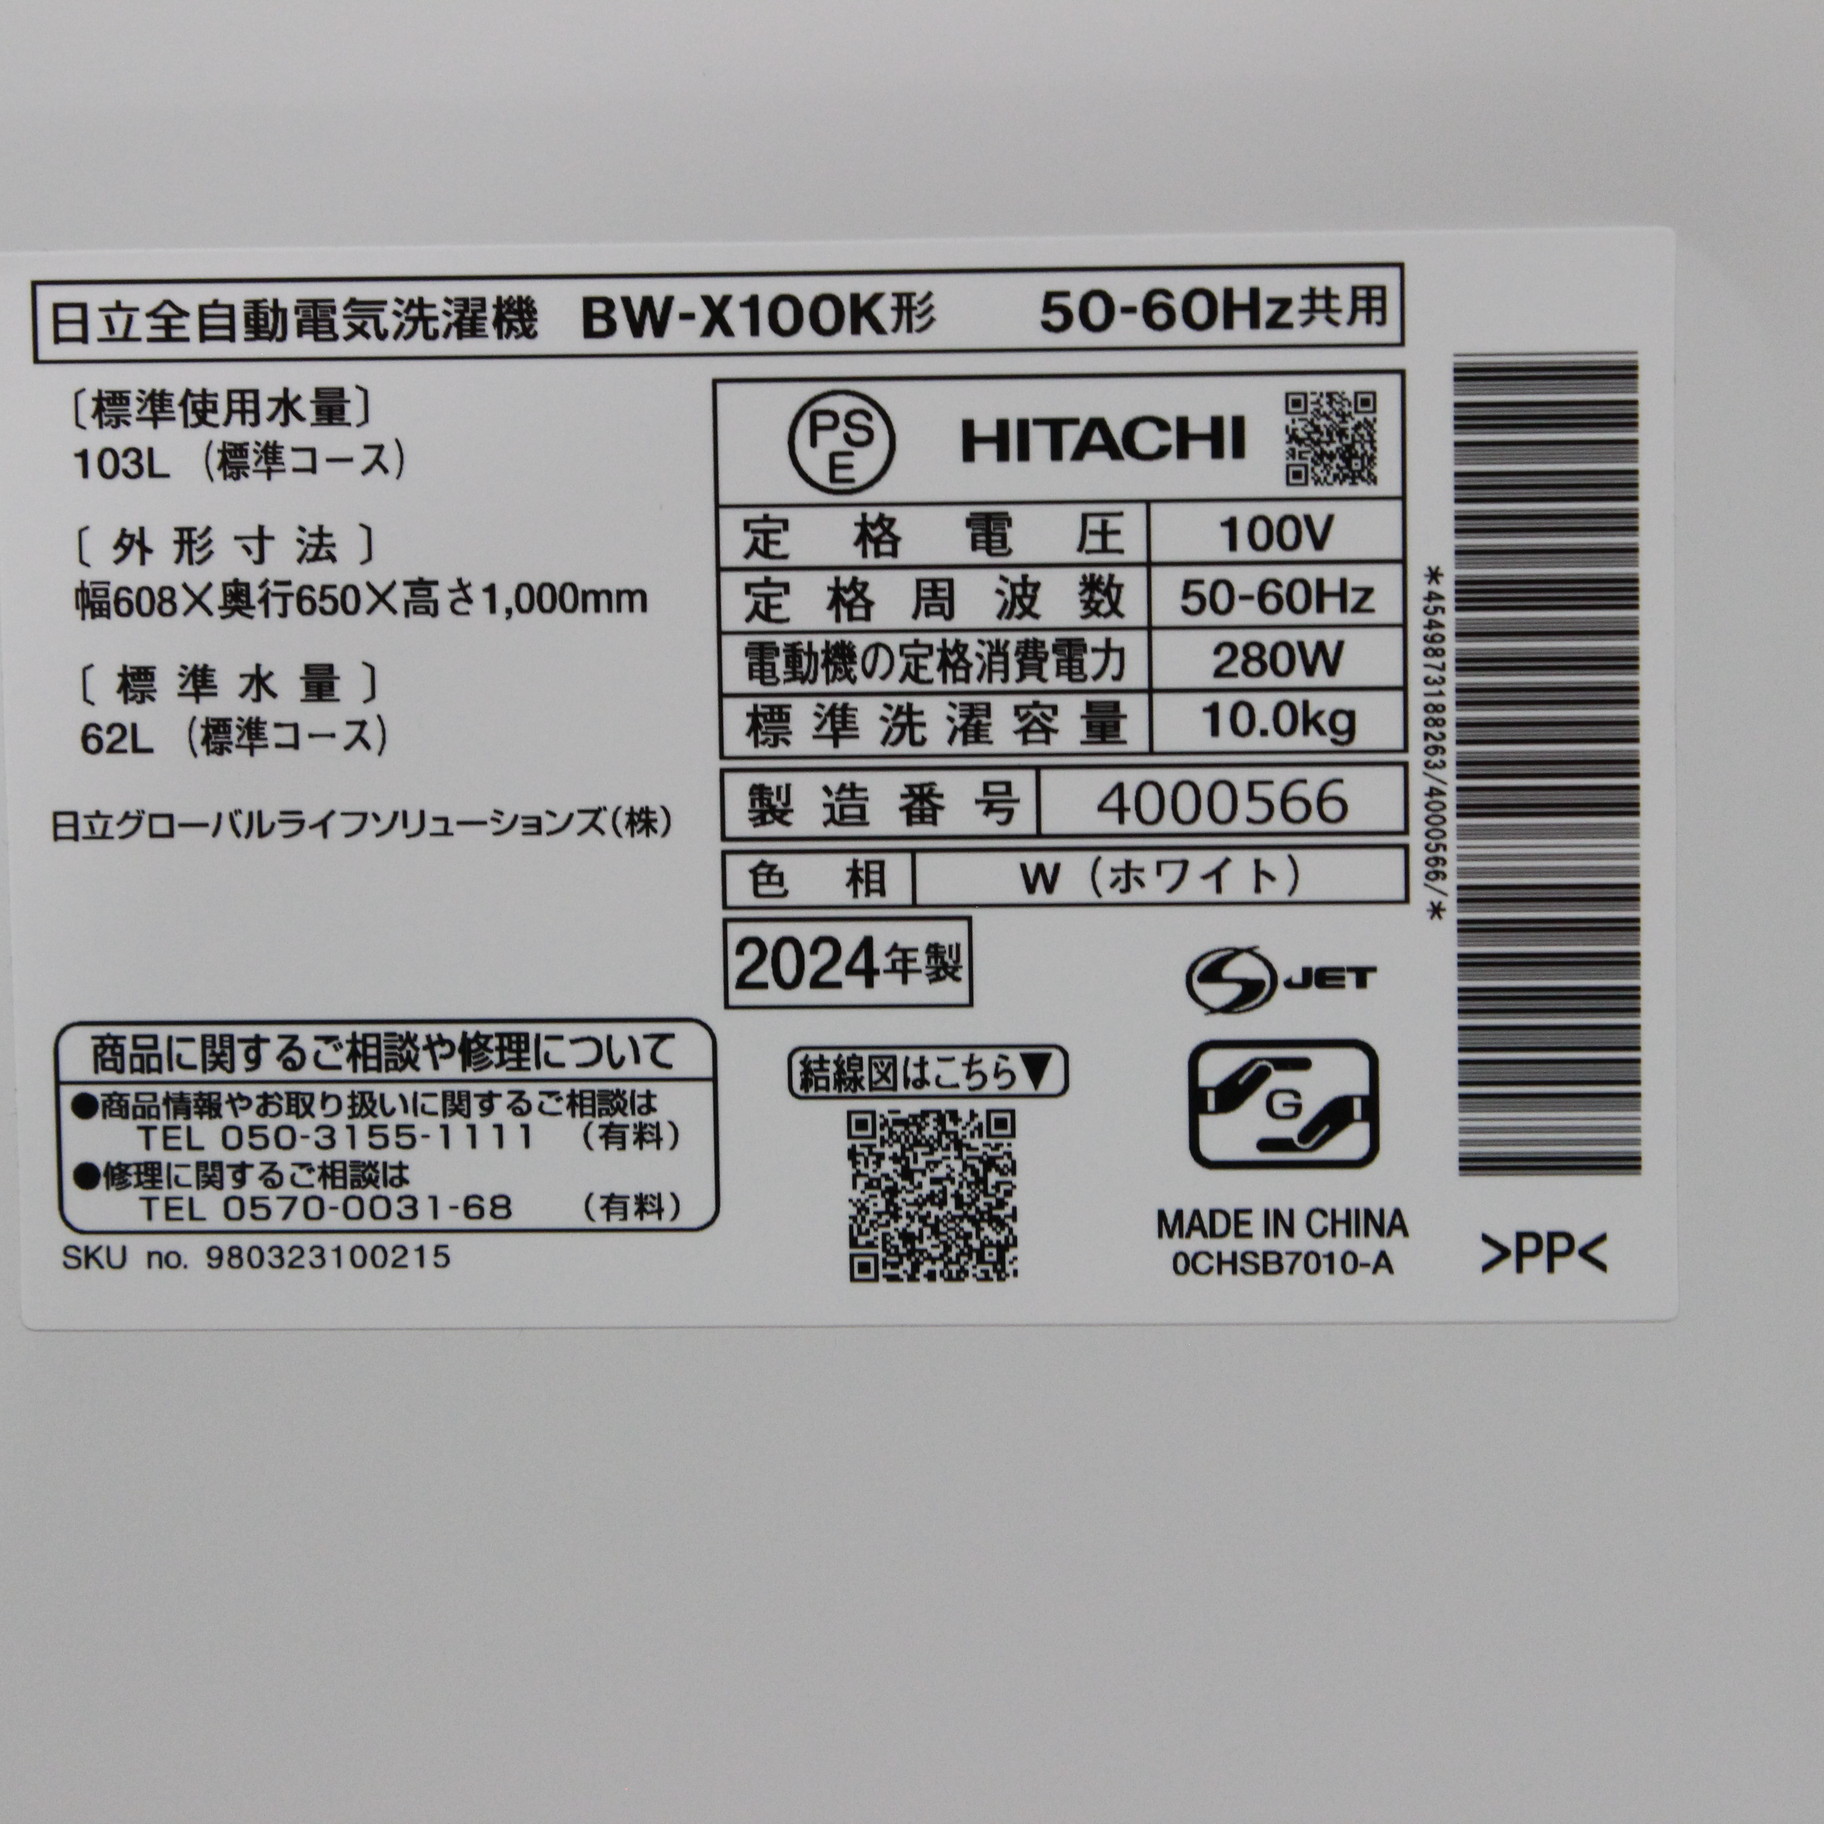 日立全自動電気洗濯機 BW-X100K形 50-60Hz共用
〔標準使用水量〕
103L (標準コース)
〔外形寸法〕
幅608×奥行650×高さ1,000mm
〔標準水量〕
62L (標準コース)
日立グローバルライフソリューションズ(株)
PS
E
HITACHI
定格電圧 100V
定格周波数 50-60Hz
電動機の定格消費電力 280W
標準洗濯容量 10.0kg
製造番号 4000566
色相 W (ホワイト)
2024年製
JET
G
結線図はこちら▼
MADE IN CHINA
0CHSB7010-A
商品に関するご相談や修理について
●商品情報やお取り扱いに関するご相談は
TEL 050-3155-1111 (有料)
●修理に関するご相談は
TEL 0570-0031-68 (有料)
SKU no. 980323100215
*4549873188263/4000566/*
>PP<